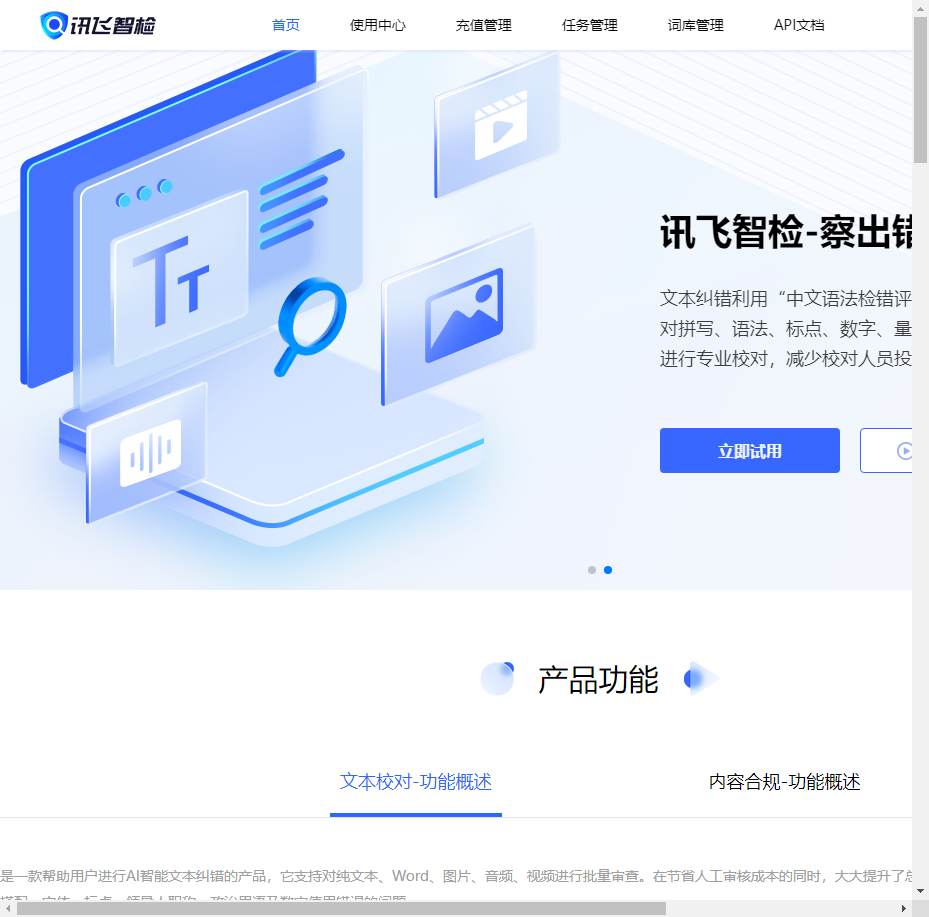 讯飞智检
首页 使用中心 充值管理 任务管理 词库管理 API文档
Tt
讯飞智检-察出错
文本纠错利用“中文语法检错评
对拼写、语法、标点、数字、量
进行专业校对，减少校对人员投
立即试用
产品功能
文本校对-功能概述 内容合规-功能概述
是一款帮助用户进行AI智能文本纠错的产品，它支持对纯文本、Word、图片、音频、视频进行批量审查。在节省人工审核成本的同时，大大提升了